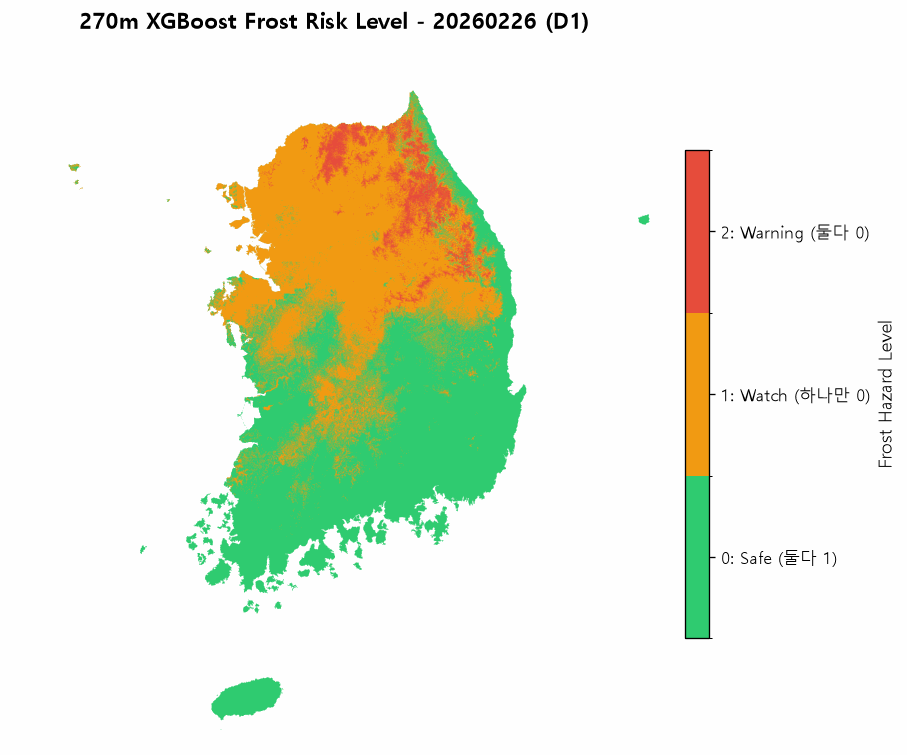 270m XGBoost Frost Risk Level - 20260226 (D1)
2: Warning (둘다 0)
1: Watch (하나만 0)
0: Safe (둘다 1)
Frost Hazard Level